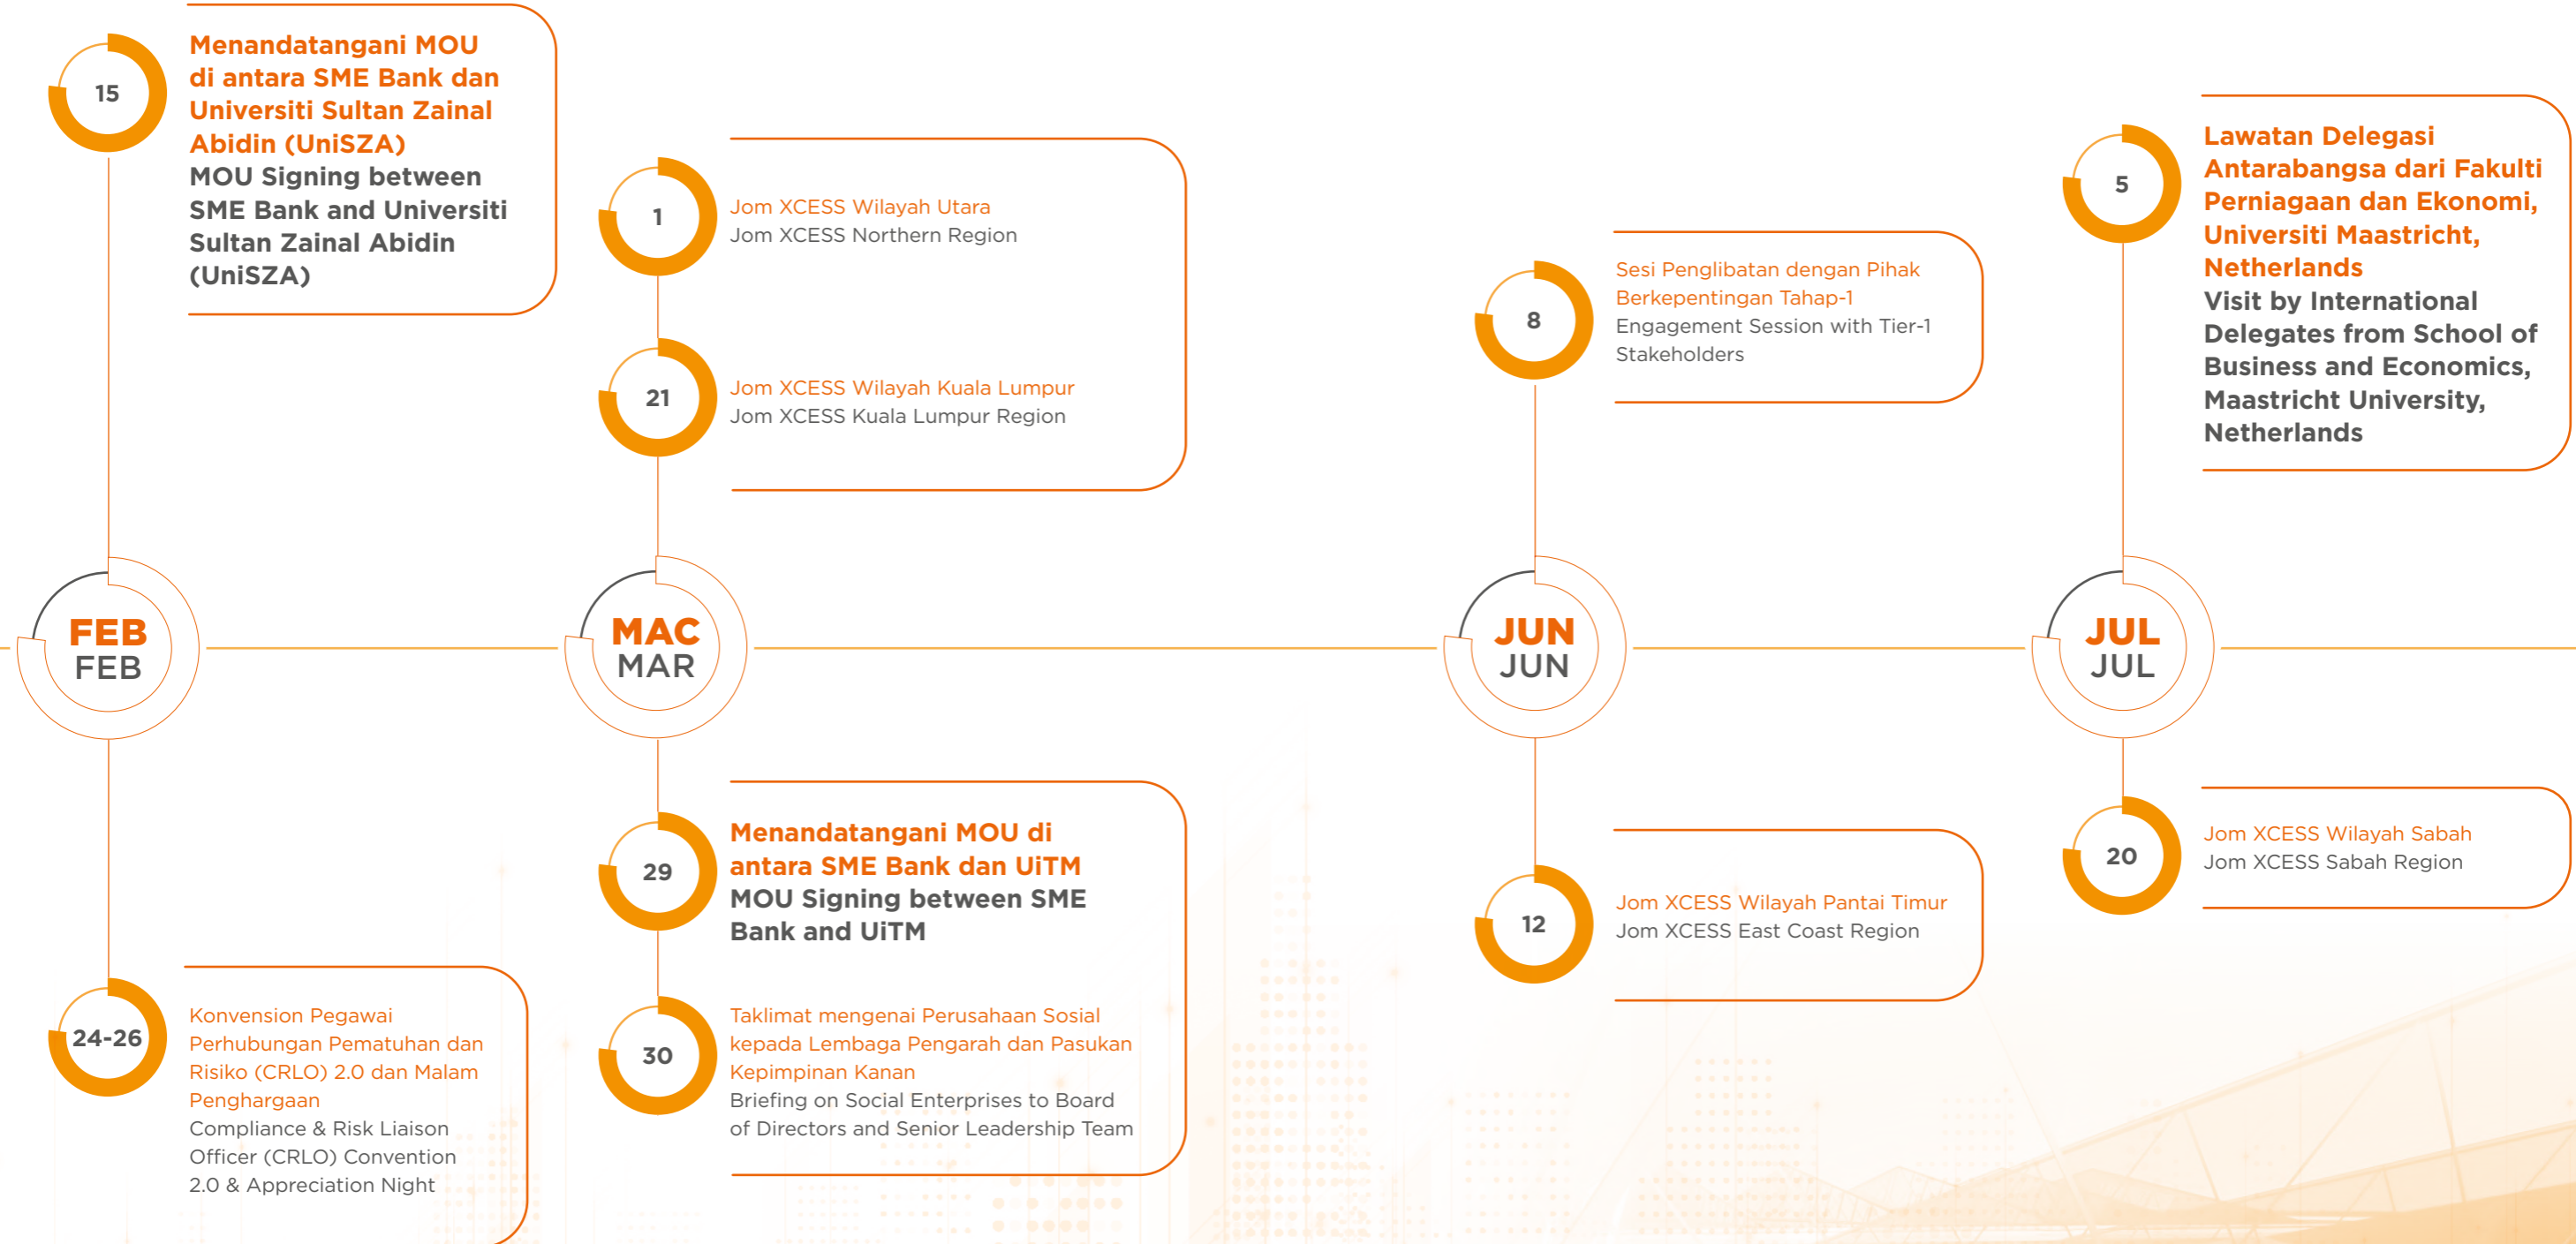 15
Menandatangani MOU
di antara SME Bank dan
Universiti Sultan Zainal
Abidin (UniSZA)
MOU Signing between
SME Bank and Universiti
Sultan Zainal Abidin
(UniSZA)
FEB
FEB
24-26
Konvension Pegawai
Perhubungan Pematuhan dan
Risiko (CRLO) 2.0 dan Malam
Penghargaan
Compliance & Risk Liaison
Officer (CRLO) Convention
2.0 & Appreciation Night
1
Jom XCESS Wilayah Utara
Jom XCESS Northern Region
21
Jom XCESS Wilayah Kuala Lumpur
Jom XCESS Kuala Lumpur Region
MAC
MAR
29
Menandatangani MOU di
antara SME Bank dan UiTM
MOU Signing between SME
Bank and UiTM
30
Taklimat mengenai Perusahaan Sosial
kepada Lembaga Pengarah dan Pasukan
Kepimpinan Kanan
Briefing on Social Enterprises to Board
of Directors and Senior Leadership Team
8
Sesi Penglibatan dengan Pihak
Berkepentingan Tahap-1
Engagement Session with Tier-1
Stakeholders
JUN
JUN
12
Jom XCESS Wilayah Pantai Timur
Jom XCESS East Coast Region
5
Lawatan Delegasi
Antarabangsa dari Fakulti
Perniagaan dan Ekonomi,
Universiti Maastricht,
Netherlands
Visit by International
Delegates from School of
Business and Economics,
Maastricht University,
Netherlands
JUL
JUL
20
Jom XCESS Wilayah Sabah
Jom XCESS Sabah Region